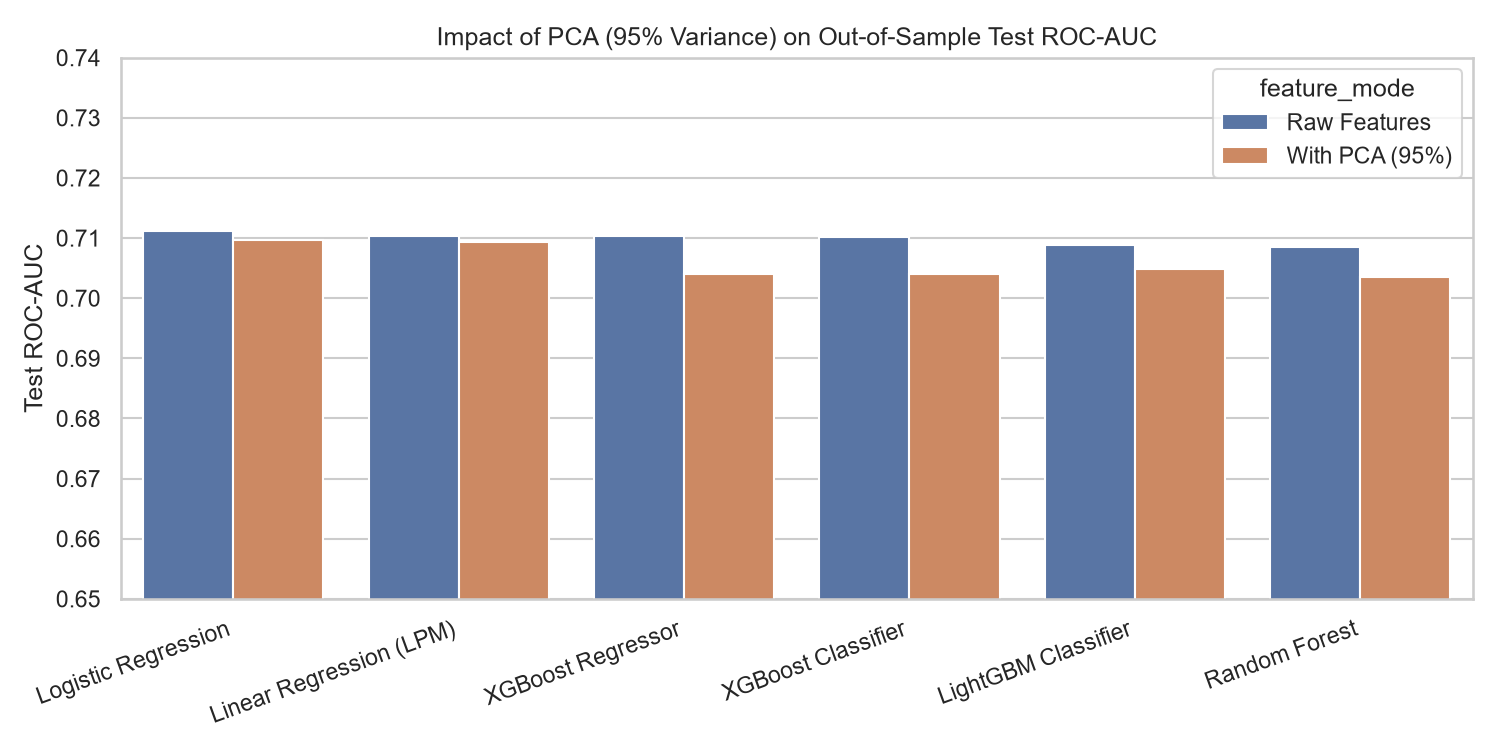 Impact of PCA (95% Variance) on Out-of-Sample Test ROC-AUC
feature_mode
Raw Features
With PCA (95%)
Test ROC-AUC
0.74
0.73
0.72
0.71
0.70
0.69
0.68
0.67
0.66
0.65
Logistic Regression
Linear Regression (LPM)
XGBoost Regressor
XGBoost Classifier
LightGBM Classifier
Random Forest